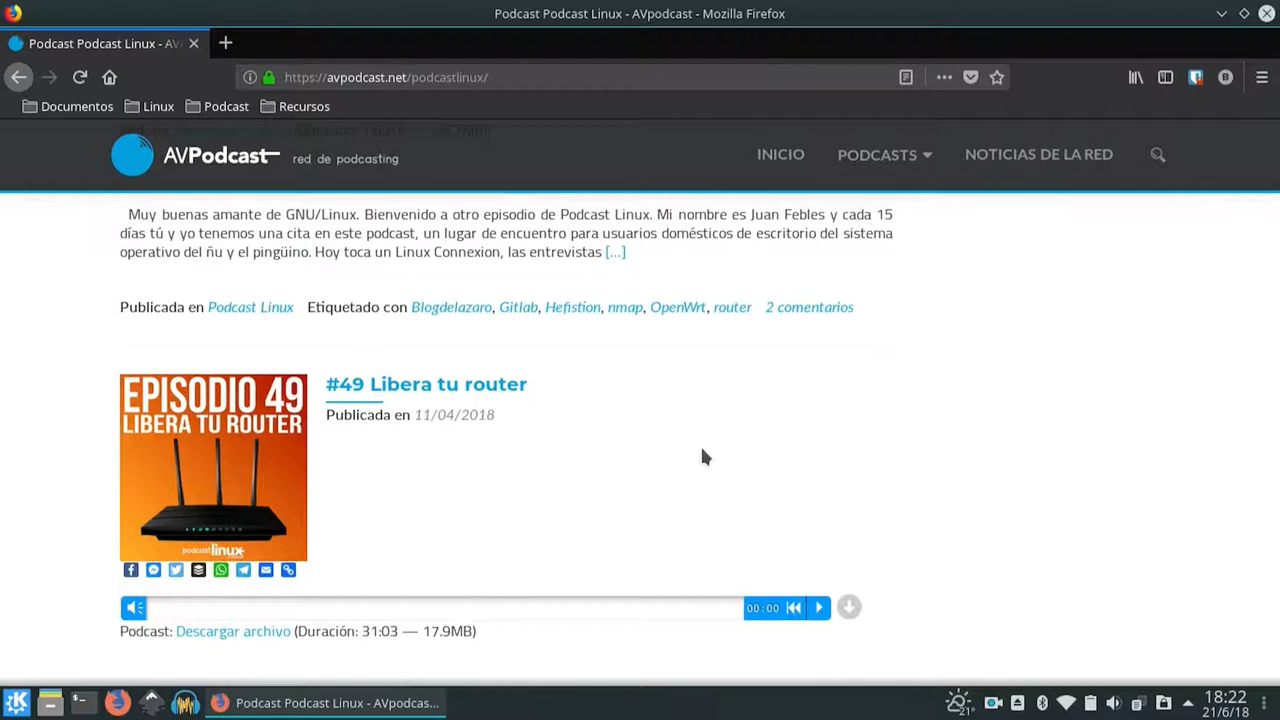 Podcast Podcast Linux - AVpodcast - Mozilla Firefox
Podcast Podcast Linux - AV
https://avpodcast.net/podcastlinux/
Documentos Linux Podcast Recursos
AVPodcast red de podcasting INICIO PODCASTS NOTICIAS DE LA RED
Muy buenas amante de GNU/Linux. Bienvenido a otro episodio de Podcast Linux. Mi nombre es Juan Febles y cada 15
días tú y yo tenemos una cita en este podcast, un lugar de encuentro para usuarios domésticos de escritorio del sistema
operativo del ñu y el pingüino. Hoy toca un Linux Connexion, las entrevistas [...]
Publicada en Podcast Linux Etiquetado con Blogdelazaro, Gitlab, Hefistion, nmap, OpenWrt, router 2 comentarios
EPISODIO 49
LIBERA TU ROUTER
podcastlinux
#49 Libera tu router
Publicada en 11/04/2018
00:00
Podcast: Descargar archivo (Duración: 31:03 — 17.9MB)
Podcast Podcast Linux - AVpodcas...
21°
18:22
21/6/18